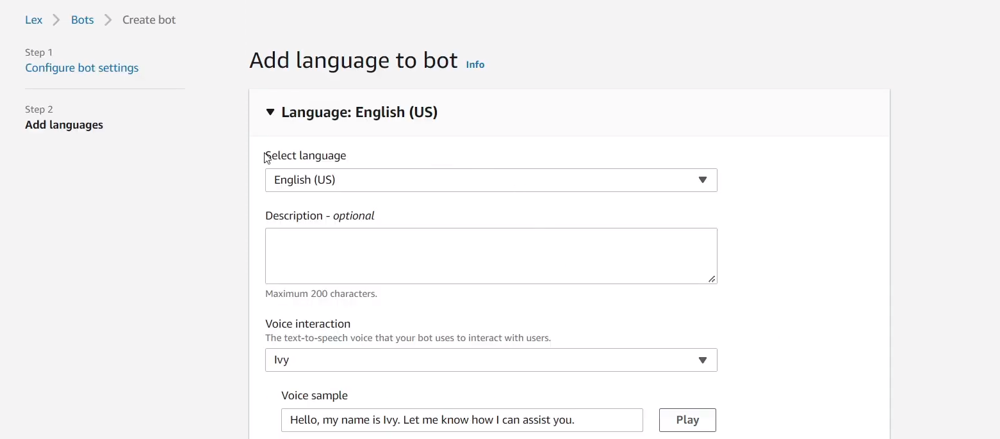 Lex > Bots > Create bot
Step 1
Configure bot settings
Step 2
Add languages
Add language to bot Info
Language: English (US)
Select language
English (US)
Description - optional
Maximum 200 characters.
Voice interaction
The text-to-speech voice that your bot uses to interact with users.
Ivy
Voice sample
Hello, my name is Ivy. Let me know how I can assist you.
Play